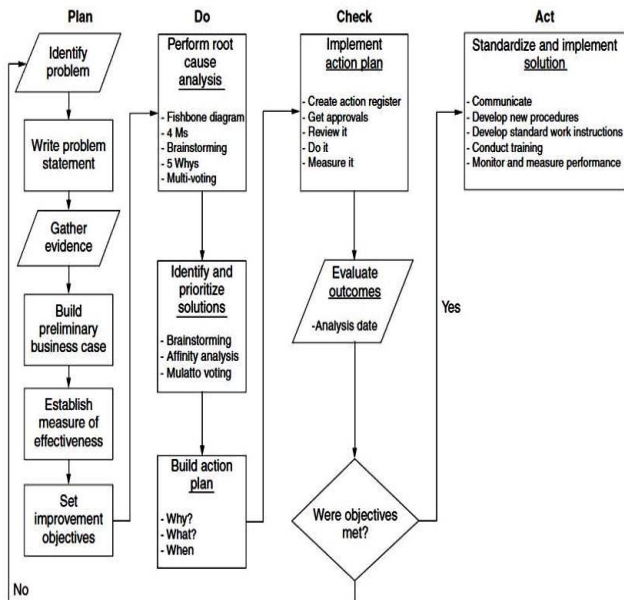 Plan
Identify
problem
Write problem
statement
Gather
evidence
Build
preliminary
business case
Establish
measure of
effectiveness
Set
improvement
objectives
No
Do
Perform root
cause
analysis
- Fishbone diagram
- 4 Ms
- Brainstorming
- 5 Whys
- Multi-voting
Identify and
prioritize
solutions
- Brainstorming
- Affinity analysis
- Mulatto voting
Build action
plan
- Why?
- What?
- When
Check
Implement
action plan
- Create action register
- Get approvals
- Review it
- Do it
- Measure it
Evaluate
outcomes
-Analysis date
Were objectives
met?
Yes
Act
Standardize and implement
solution
- Communicate
- Develop new procedures
- Develop standard work instructions
- Conduct training
- Monitor and measure performance